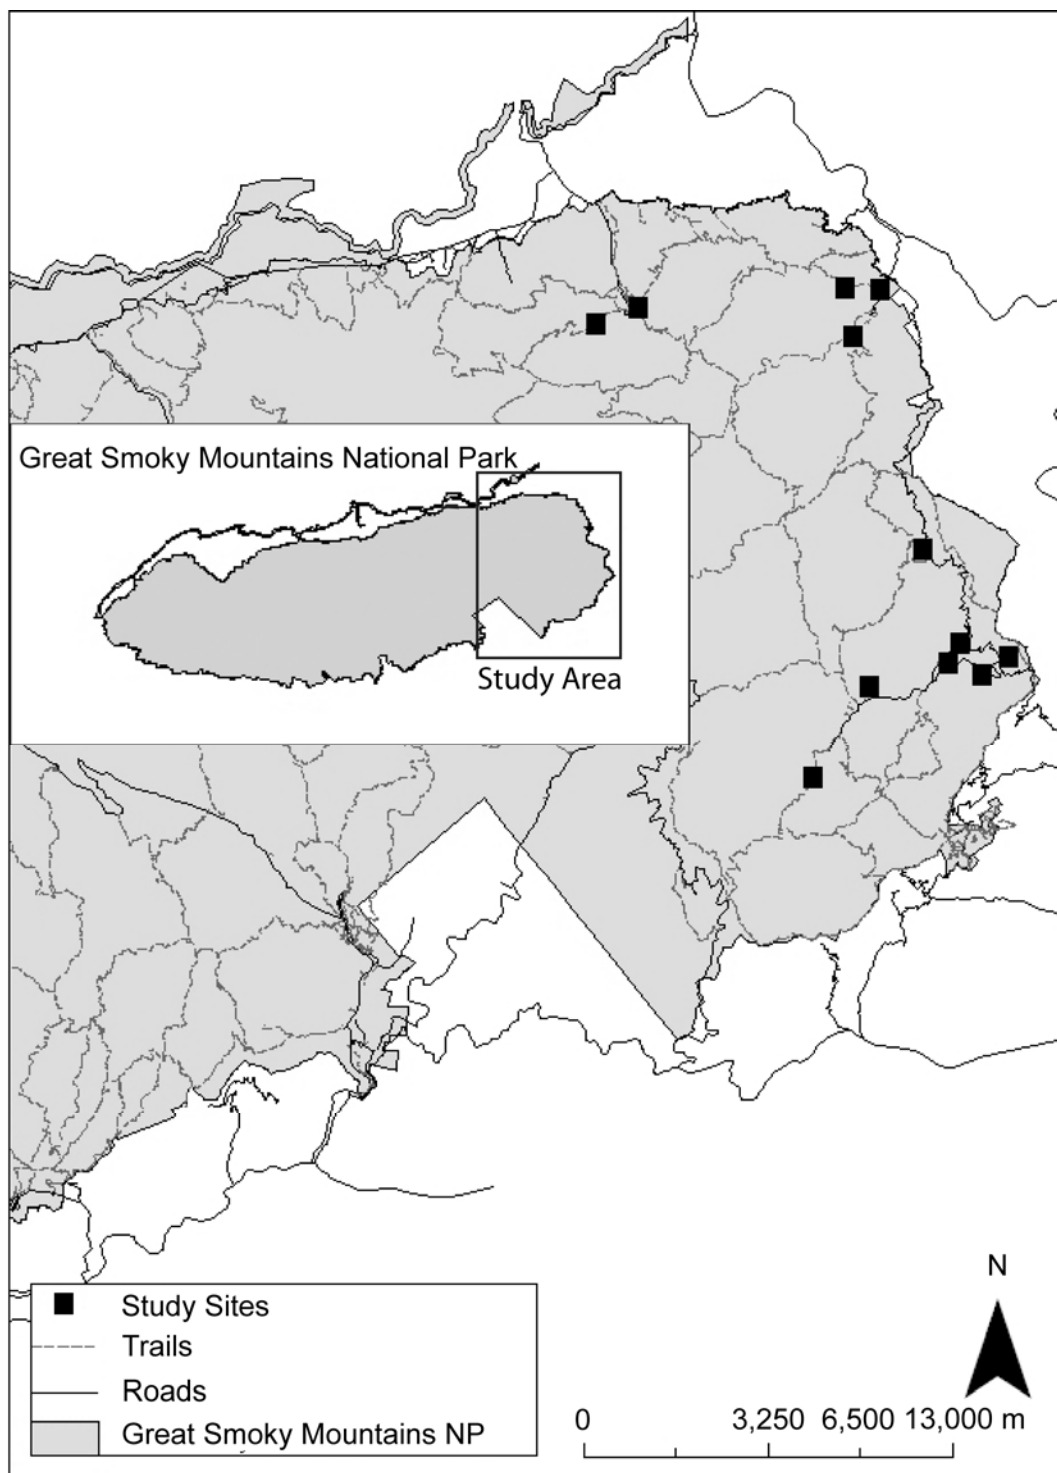 Great Smoky Mountains National Park
Study Area
N
Study Sites
Trails
Roads
Great Smoky Mountains NP
0 3,250 6,500 13,000 m